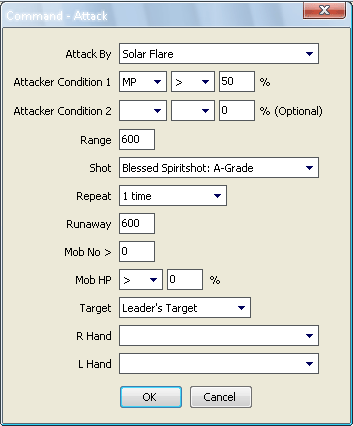 Command - Attack
Attack By Solar Flare
Attacker Condition 1 MP > 50 %
Attacker Condition 2 0 % (Optional)
Range 600
Shot Blessed Spiritshot: A-Grade
Repeat 1 time
Runaway 600
Mob No > 0
Mob HP > 0 %
Target Leader's Target
R Hand
L Hand
OK Cancel